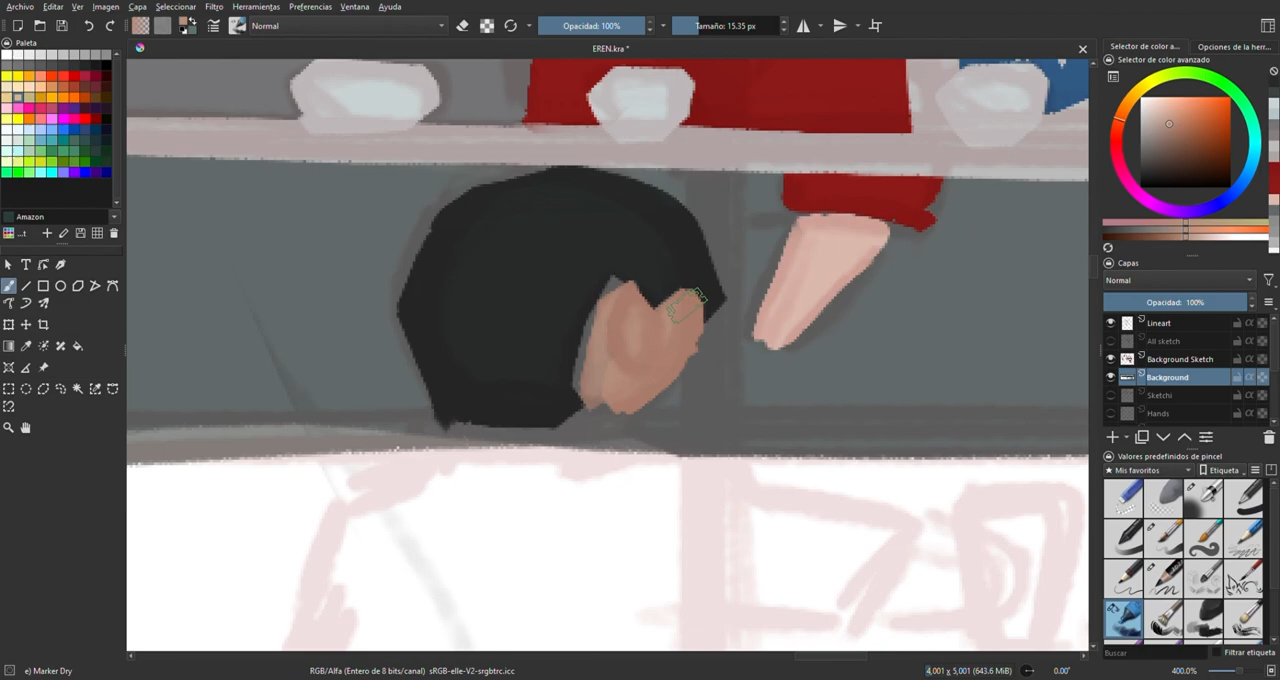 Archivo Editar Ver Imagen Capa Seleccionar Filtro Herramientas Preferencias Ventana Ayuda
Normal
Opacidad: 100%
Tamaño: 15.35 px
EREN.kra *
Paleta
Amazon
...t
Selector de color a...
Opciones de la herr...
Selector de color avanzado
Capas
Normal
Opacidad: 100%
Lineart
All sketch
Background Sketch
Background
Sketchi
Hands
Valores predefinidos de pincel
★ Mis favoritos
Etiqueta
Buscar
Filtrar etiqueta
e) Marker Dry
RGB/Alfa (Entero de 8 bits/canal) sRGB-elle-V2-srgbtrc.icc
4,001 x 5,001 (643.6 MiB)
0.00°
400.0%